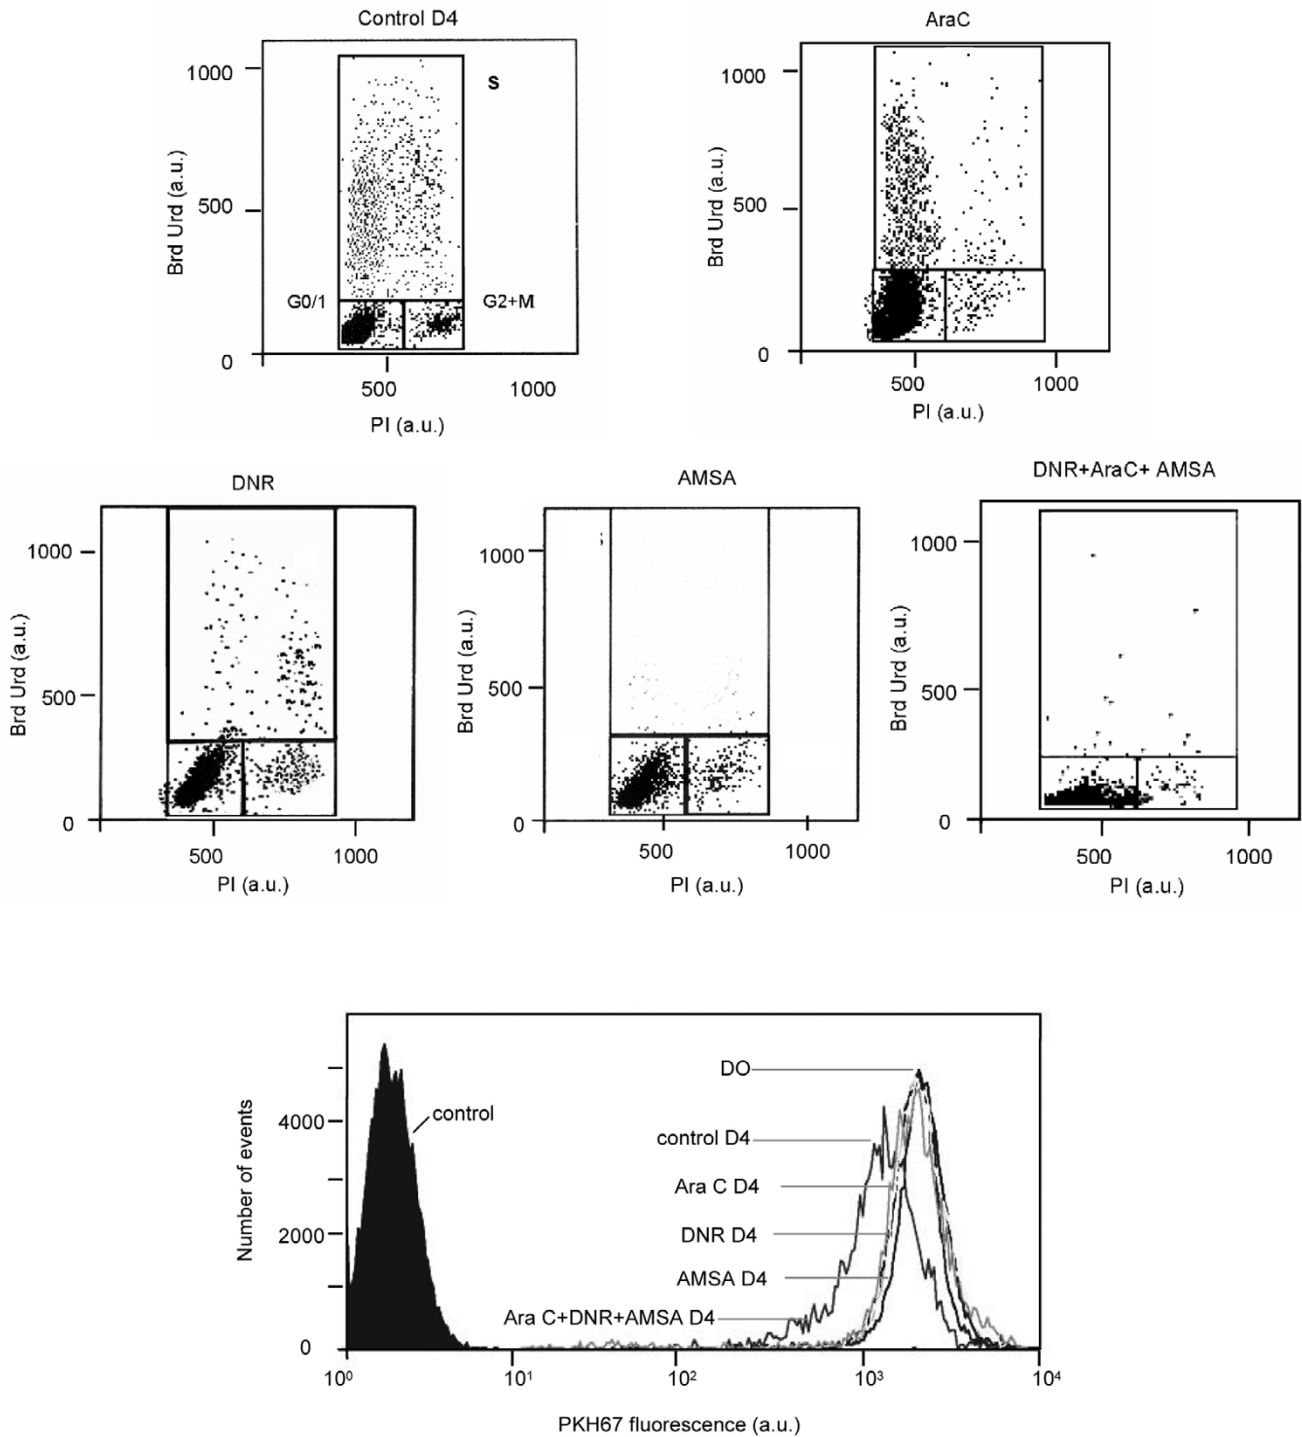 Control D4
1000
500
0
Brd Urd (a.u.)
S
G0/1
G2+M
500 1000
PI (a.u.)
AraC
1000
500
0
Brd Urd (a.u.)
500 1000
PI (a.u.)
DNR
1000
500
0
Brd Urd (a.u.)
500 1000
PI (a.u.)
AMSA
1000
500
0
Brd Urd (a.u.)
500 1000
PI (a.u.)
DNR+AraC+ AMSA
1000
500
0
Brd Urd (a.u.)
500 1000
PI (a.u.)
Number of events
4000
2000
0
control
DO
control D4
Ara C D4
DNR D4
AMSA D4
Ara C+DNR+AMSA D4
10⁰ 10¹ 10² 10³ 10⁴
PKH67 fluorescence (a.u.)